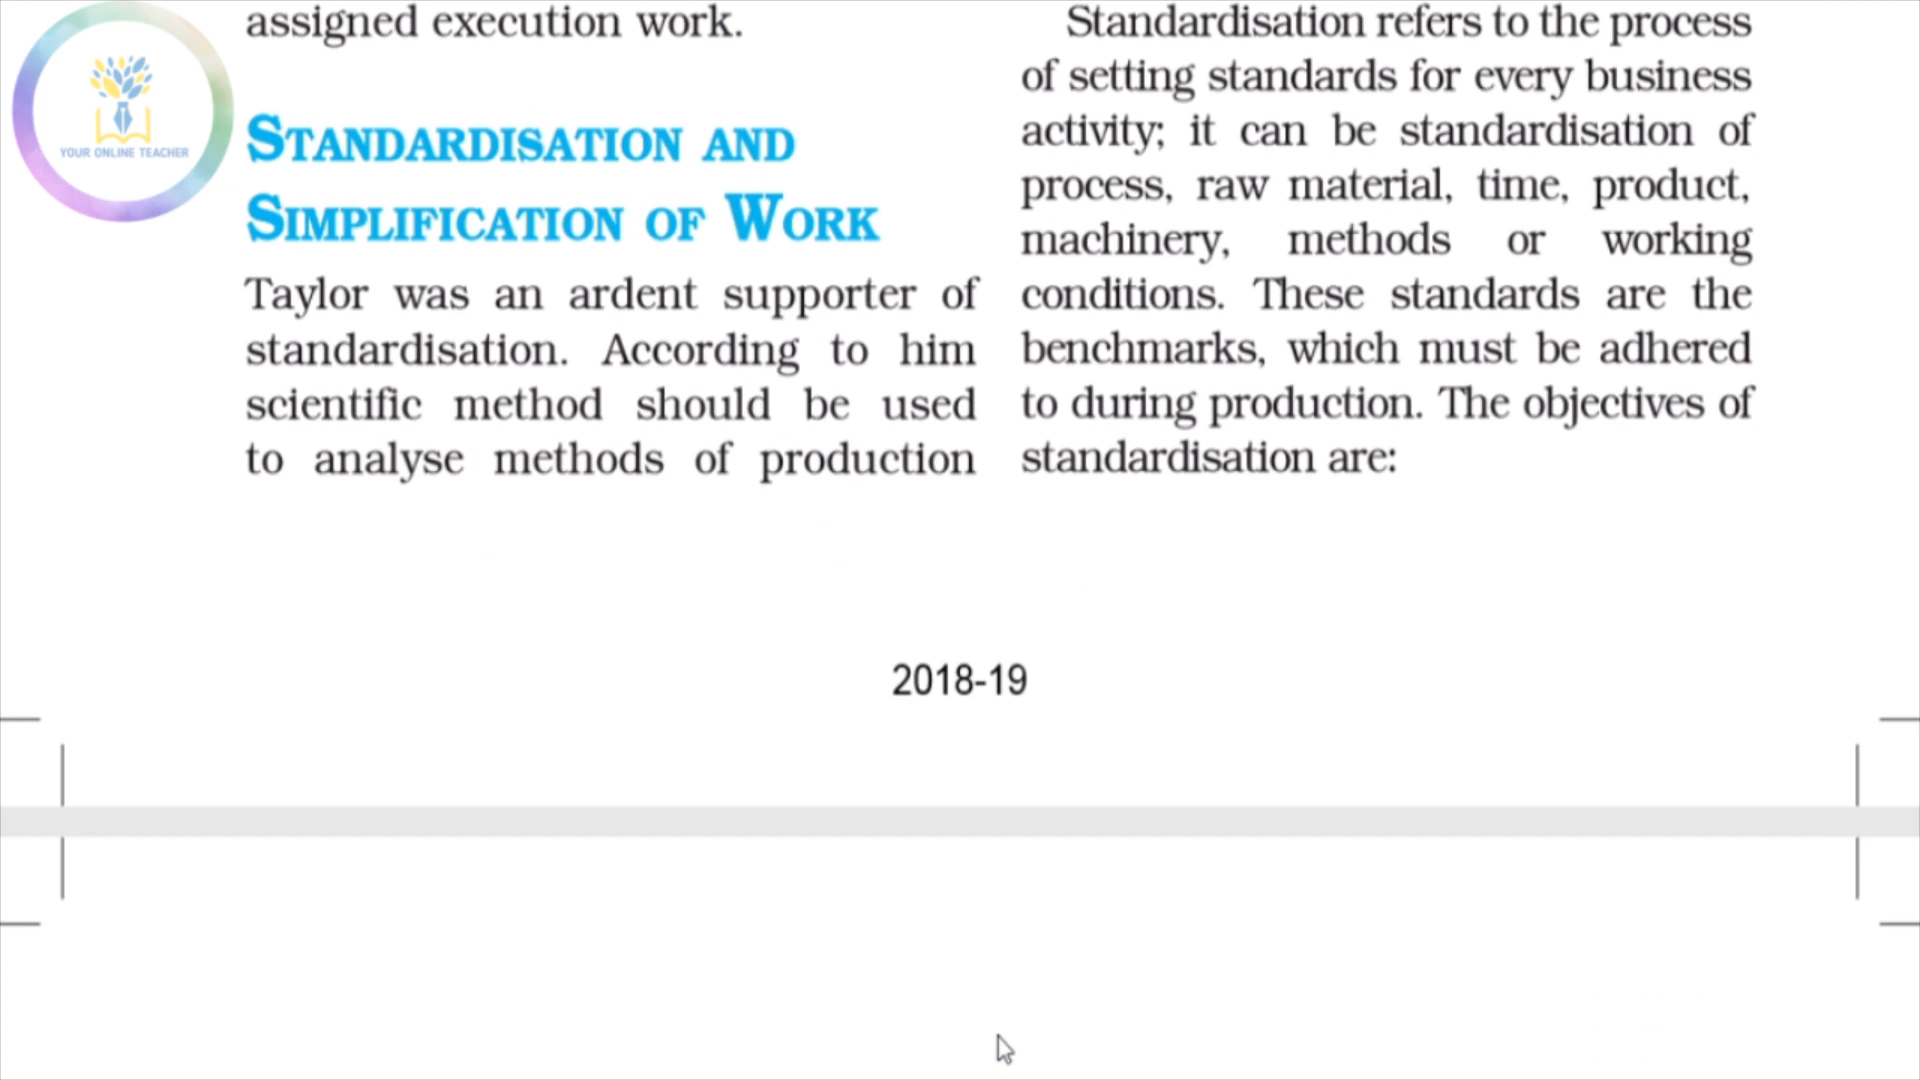 YOUR ONLINE TEACHER
assigned execution work.
STANDARDISATION AND
SIMPLIFICATION OF WORK
Taylor was an ardent supporter of
standardisation. According to him
scientific method should be used
to analyse methods of production
Standardisation refers to the process
of setting standards for every business
activity; it can be standardisation of
process, raw material, time, product,
machinery, methods or working
conditions. These standards are the
benchmarks, which must be adhered
to during production. The objectives of
standardisation are:
2018-19